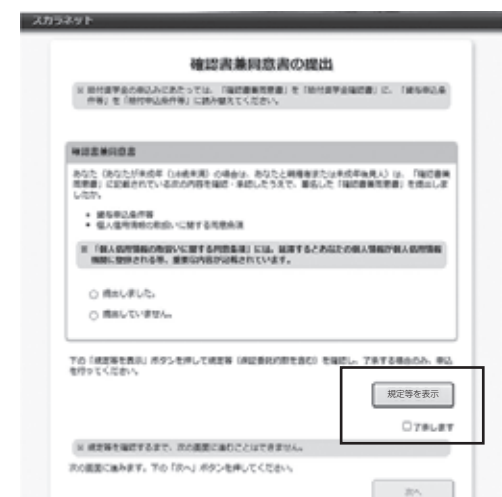 スカラネット
確認書兼同意書の提出
※ 給付奨学金の申込みにあたっては、「確認書兼同意書」を「給付奨学金確認書」に、「貸与申込条
件等」を「給付申込条件等」に読み替えてください。
確認書兼同意書
あなた（あなたが未成年（18歳未満）の場合は、あなたと親権者または未成年後見人）は、「確認書兼
同意書」に記載されている次の内容を確認・承認したうえで、署名した「確認書兼同意書」を提出しま
したか。
• 貸与申込条件等
• 個人信用情報の取扱いに関する同意条項
※ 「個人信用情報の取扱いに関する同意条項」には、延滞するとあなたの個人情報が個人信用情報
機関に登録される等、重要な内容が記載されています。
○ 提出しました。
○ 提出していません。
下の「規定等を表示」ボタンを押して規定等（保証委託約款を含む）を確認し、了承する場合のみ、申込
を行ってください。
規定等を表示
□了承します
※ 規定等を確認するまで、次の画面に進むことはできません。
次の画面に進みます。下の「次へ」ボタンを押してください。
次へ